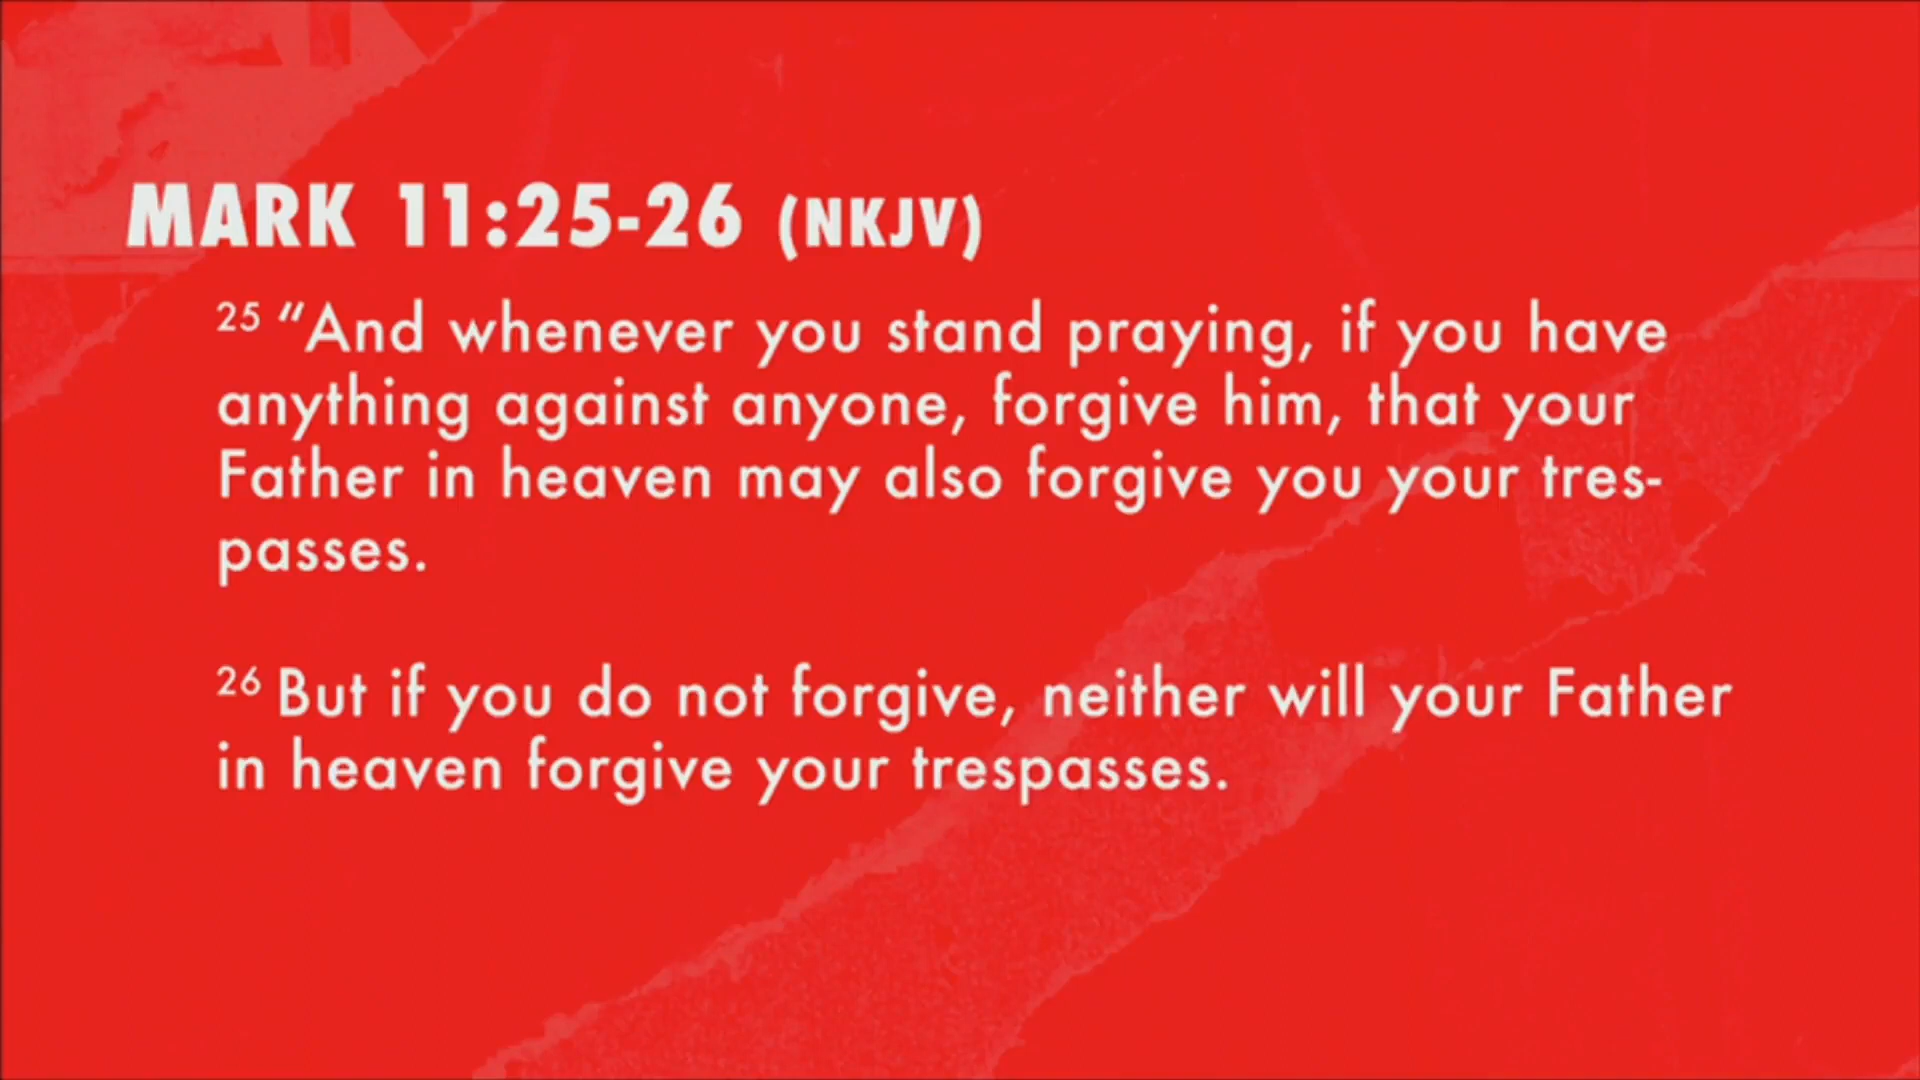 MARK 11:25-26 (NKJV)
25 “And whenever you stand praying, if you have
anything against anyone, forgive him, that your
Father in heaven may also forgive you your tres-
passes.
26 But if you do not forgive, neither will your Father
in heaven forgive your trespasses.